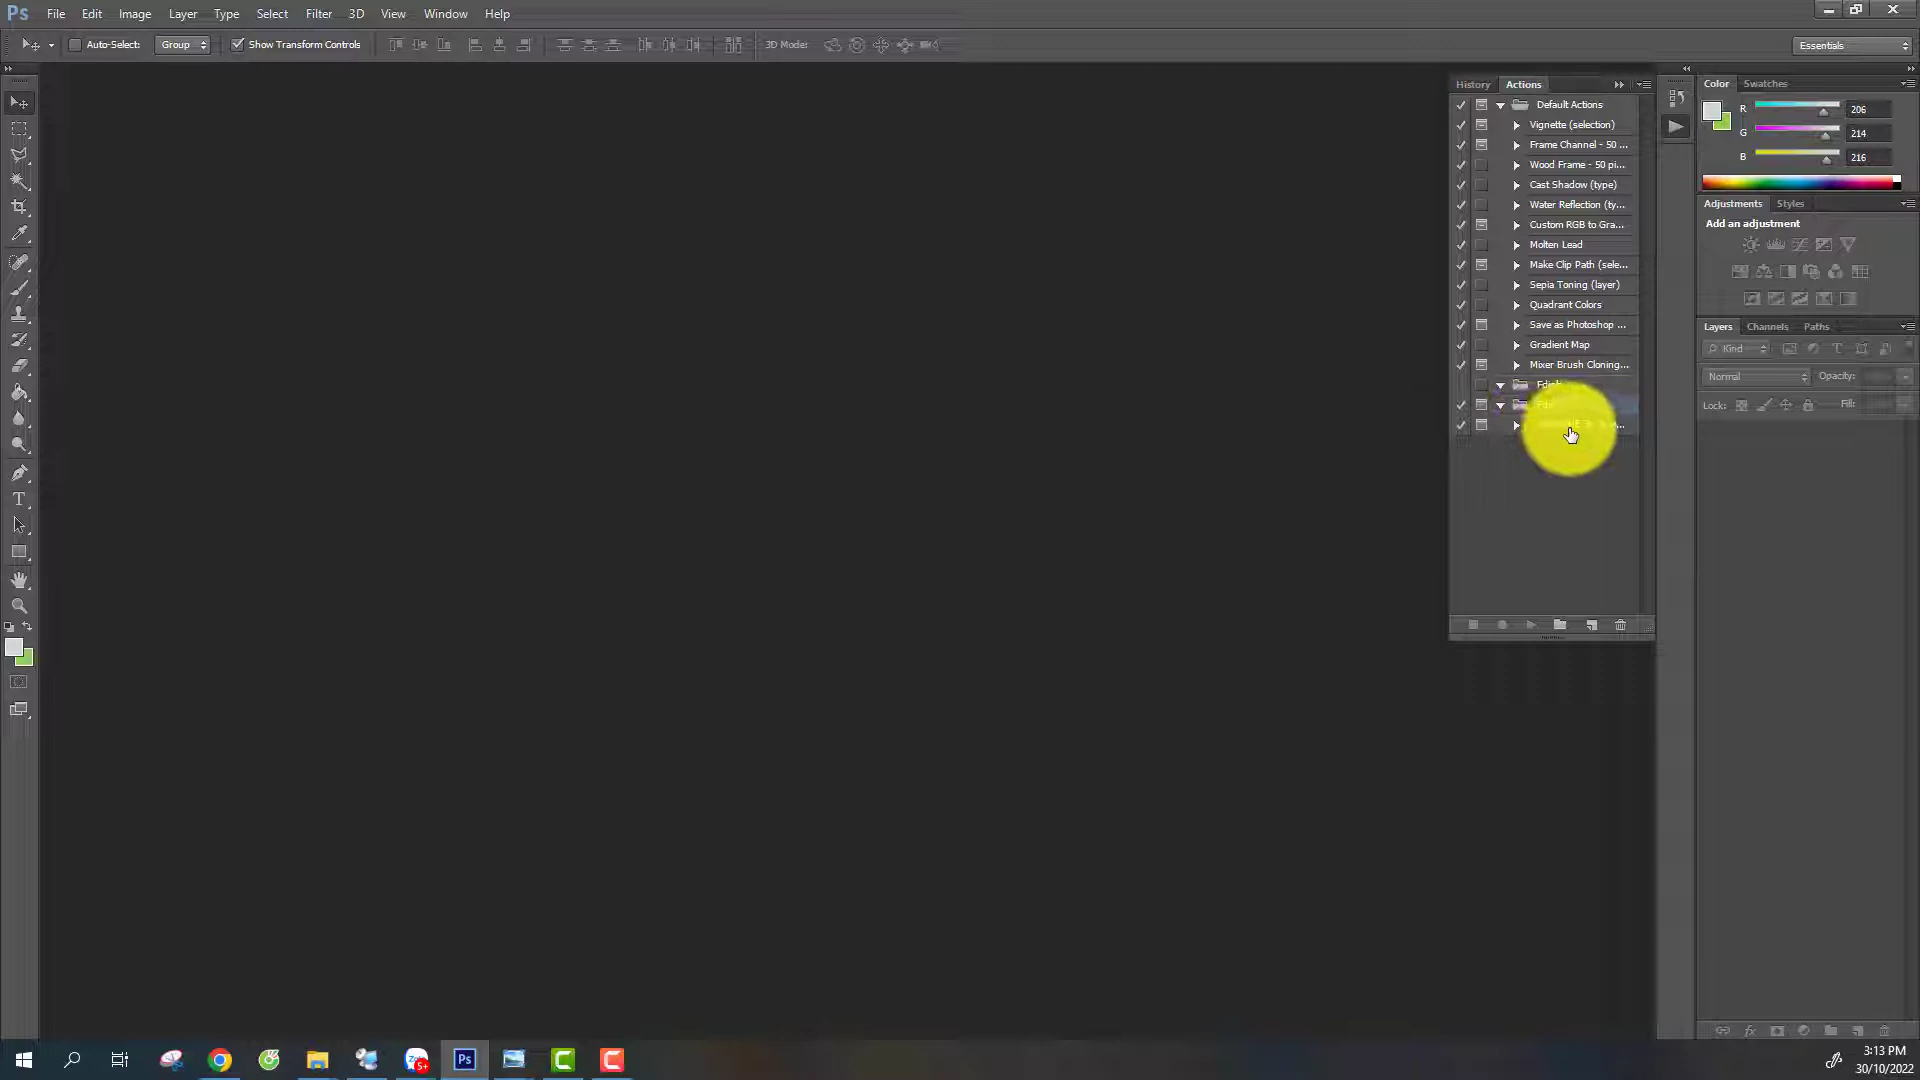 Ps File Edit Image Layer Type Select Filter 3D View Window Help
Auto-Select: Group Show Transform Controls 3D Mode: Essentials
History Actions
Default Actions
Vignette (selection)
Frame Channel - 50 ...
Wood Frame - 50 pi...
Cast Shadow (type)
Water Reflection (ty...
Custom RGB to Gra...
Molten Lead
Make Clip Path (sele...
Sepia Toning (layer)
Quadrant Colors
Save as Photoshop ...
Gradient Map
Mixer Brush Cloning...
Color Swatches
R 206
G 214
B 216
Adjustments Styles
Add an adjustment
Layers Channels Paths
Kind
Normal Opacity:
Lock: Fill:
T
Ps
5+
3:13 PM
30/10/2022